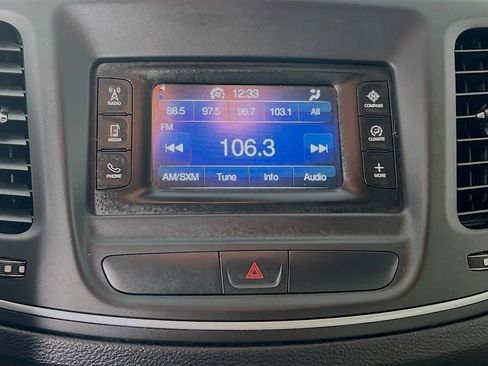 12:33
88.5 97.5 99.7 103.1 All
FM
106.3
AM/SXM Tune Info Audio
RADIO
MEDIA
PHONE
N
COMPASS
CLIMATE
+
MORE